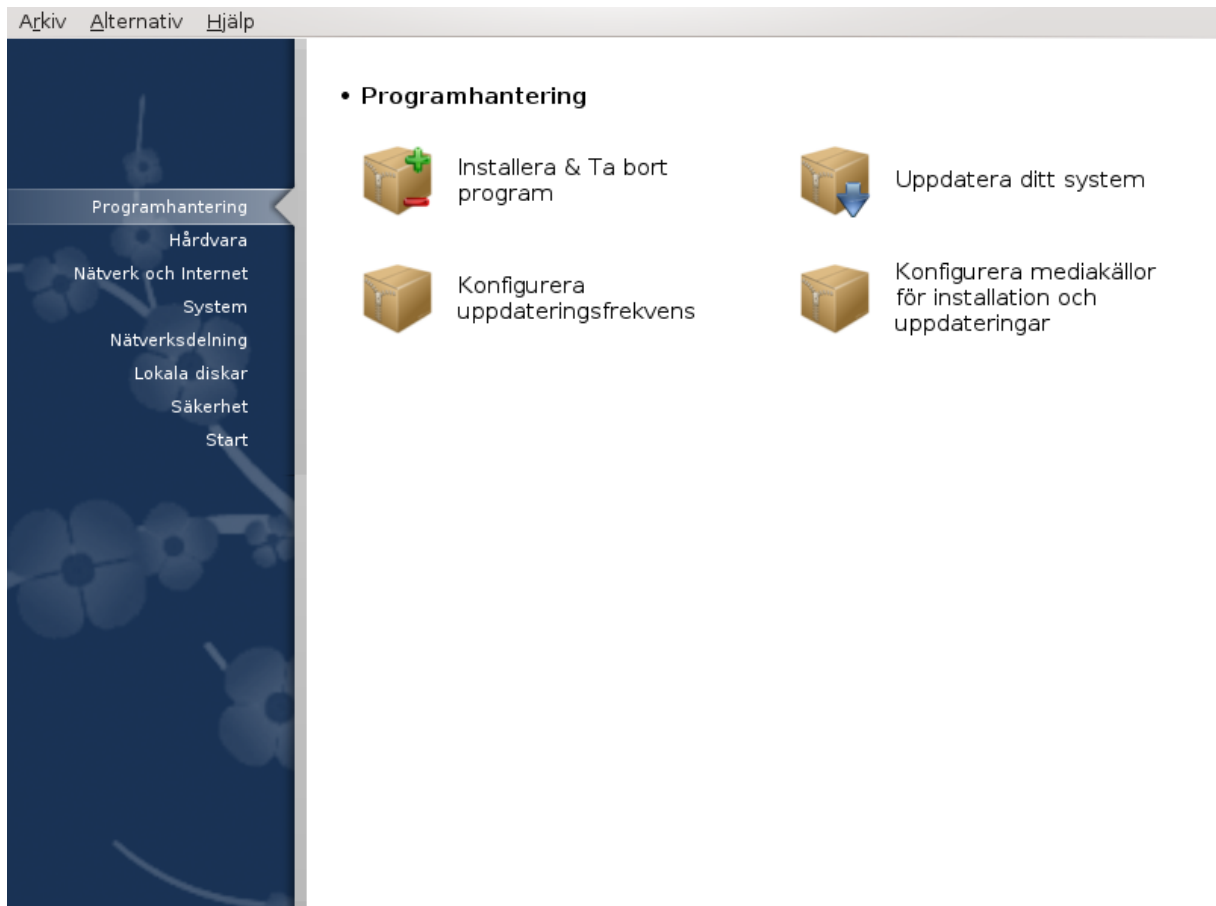 Arkiv Alternativ Hjälp
Programhantering
Hårdvara
Nätverk och Internet
System
Nätverksdelning
Lokala diskar
Säkerhet
Start
• Programhantering
Installera & Ta bort
program
Uppdatera ditt system
Konfigurera
uppdateringsfrekvens
Konfigurera mediakällor
för installation och
uppdateringar